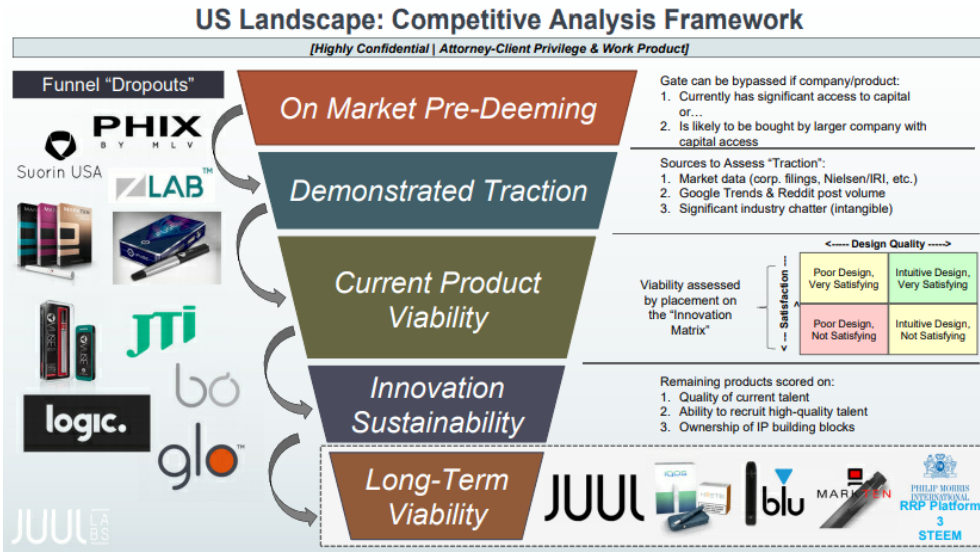 US Landscape: Competitive Analysis Framework
[Highly Confidential | Attorney-Client Privilege & Work Product]
Funnel “Dropouts”
PHIX
BY MLV
Suorin USA
ZLAB™
JTi
bo
logic.
glo™
JUUL
LABS
On Market Pre-Deeming
Demonstrated Traction
Current Product
Viability
Innovation
Sustainability
Long-Term
Viability
Gate can be bypassed if company/product:
1. Currently has significant access to capital
or…
2. Is likely to be bought by larger company with
capital access
Sources to Assess “Traction”:
1. Market data (corp. filings, Nielsen/IRI, etc.)
2. Google Trends & Reddit post volume
3. Significant industry chatter (intangible)
Viability assessed
by placement on
the “Innovation
Matrix”
<----- Design Quality ----->
< --- Satisfaction --- >
Poor Design,
Very Satisfying
Intuitive Design,
Very Satisfying
Poor Design,
Not Satisfying
Intuitive Design,
Not Satisfying
Remaining products scored on:
1. Quality of current talent
2. Ability to recruit high-quality talent
3. Ownership of IP building blocks
JUUL
iqos
HEETS
blu
MARKTEN
PHILIP MORRIS
INTERNATIONAL
RRP Platform
3
STEEM